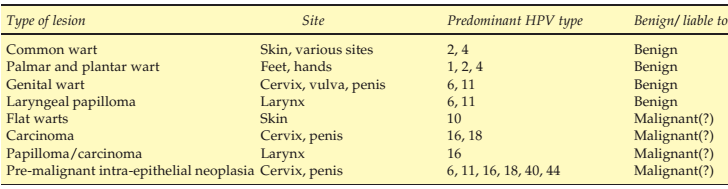 Type of lesion Site Predominant HPV type Benign/liable to
Common wart Skin, various sites 2, 4 Benign
Palmar and plantar wart Feet, hands 1, 2, 4 Benign
Genital wart Cervix, vulva, penis 6, 11 Benign
Laryngeal papilloma Larynx 6, 11 Benign
Flat warts Skin 10 Malignant(?)
Carcinoma Cervix, penis 16, 18 Malignant(?)
Papilloma/carcinoma Larynx 16 Malignant(?)
Pre-malignant intra-epithelial neoplasia Cervix, penis 6, 11, 16, 18, 40, 44 Malignant(?)